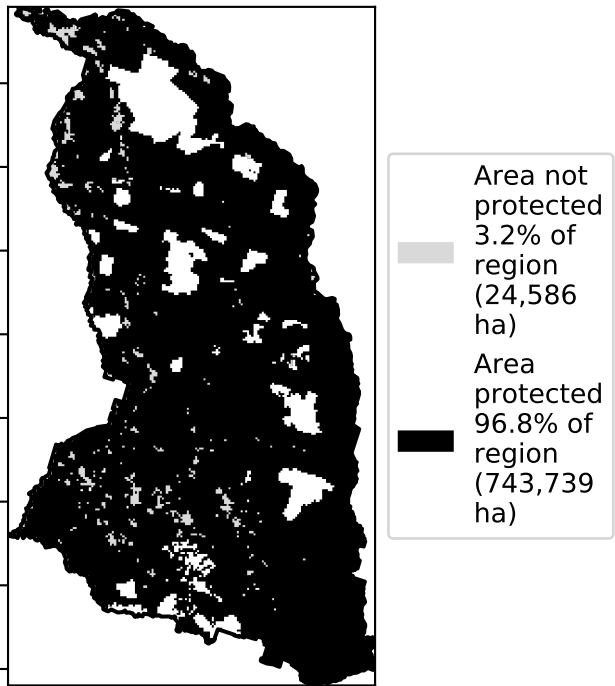 Area not
protected
3.2% of
region
(24,586
ha)
Area
protected
96.8% of
region
(743,739
ha)